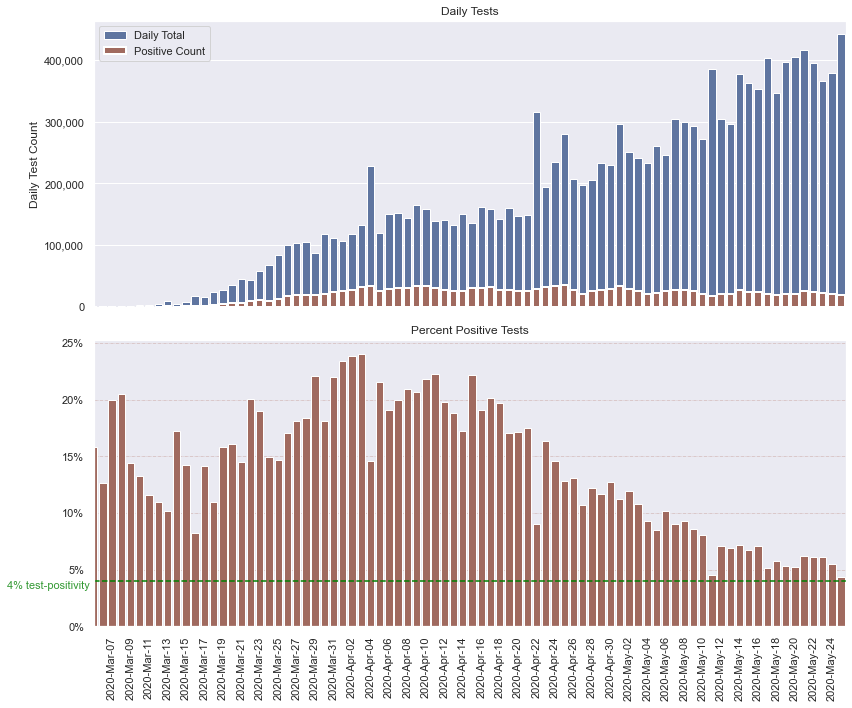 Daily Tests
Daily Total
Positive Count
400,000
300,000
200,000
100,000
0
Daily Test Count
Percent Positive Tests
25%
20%
15%
10%
5%
4% test-positivity
0%
2020-Mar-07
2020-Mar-09
2020-Mar-11
2020-Mar-13
2020-Mar-15
2020-Mar-17
2020-Mar-19
2020-Mar-21
2020-Mar-23
2020-Mar-25
2020-Mar-27
2020-Mar-29
2020-Mar-31
2020-Apr-02
2020-Apr-04
2020-Apr-06
2020-Apr-08
2020-Apr-10
2020-Apr-12
2020-Apr-14
2020-Apr-16
2020-Apr-18
2020-Apr-20
2020-Apr-22
2020-Apr-24
2020-Apr-26
2020-Apr-28
2020-Apr-30
2020-May-02
2020-May-04
2020-May-06
2020-May-08
2020-May-10
2020-May-12
2020-May-14
2020-May-16
2020-May-18
2020-May-20
2020-May-22
2020-May-24